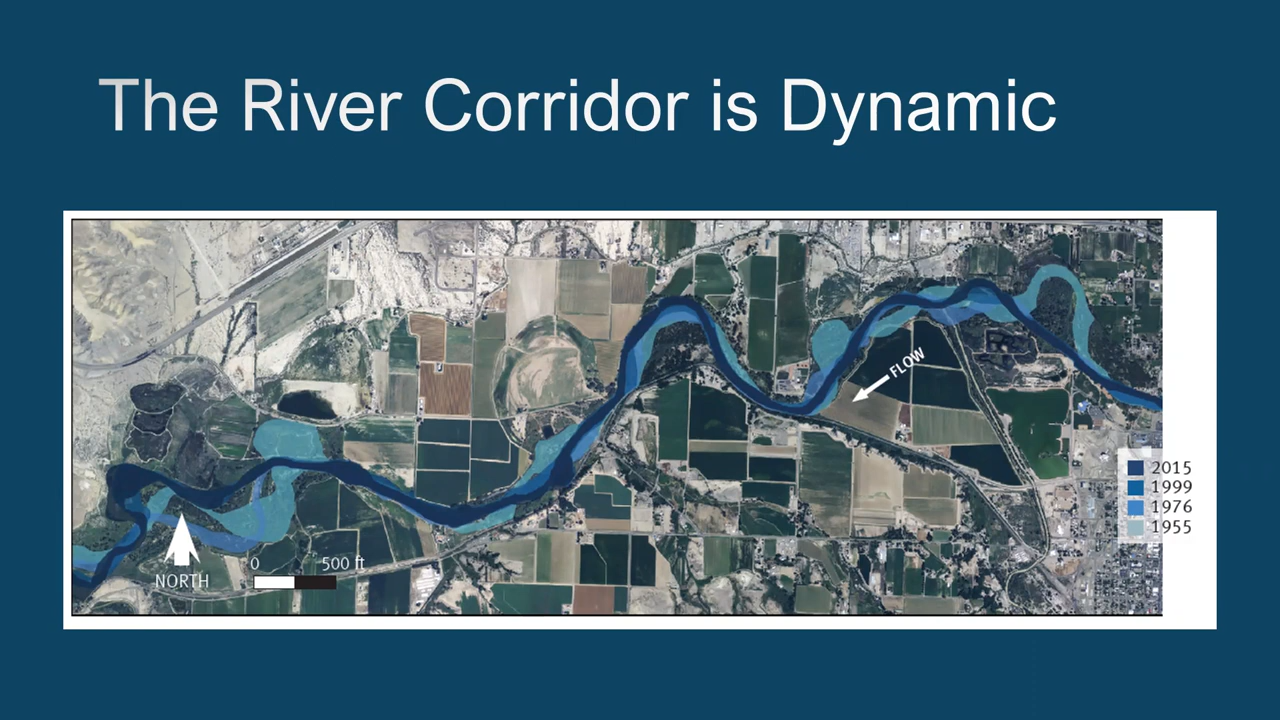 The River Corridor is Dynamic
FLOW
2015
1999
1976
1955
0 500 ft
NORTH